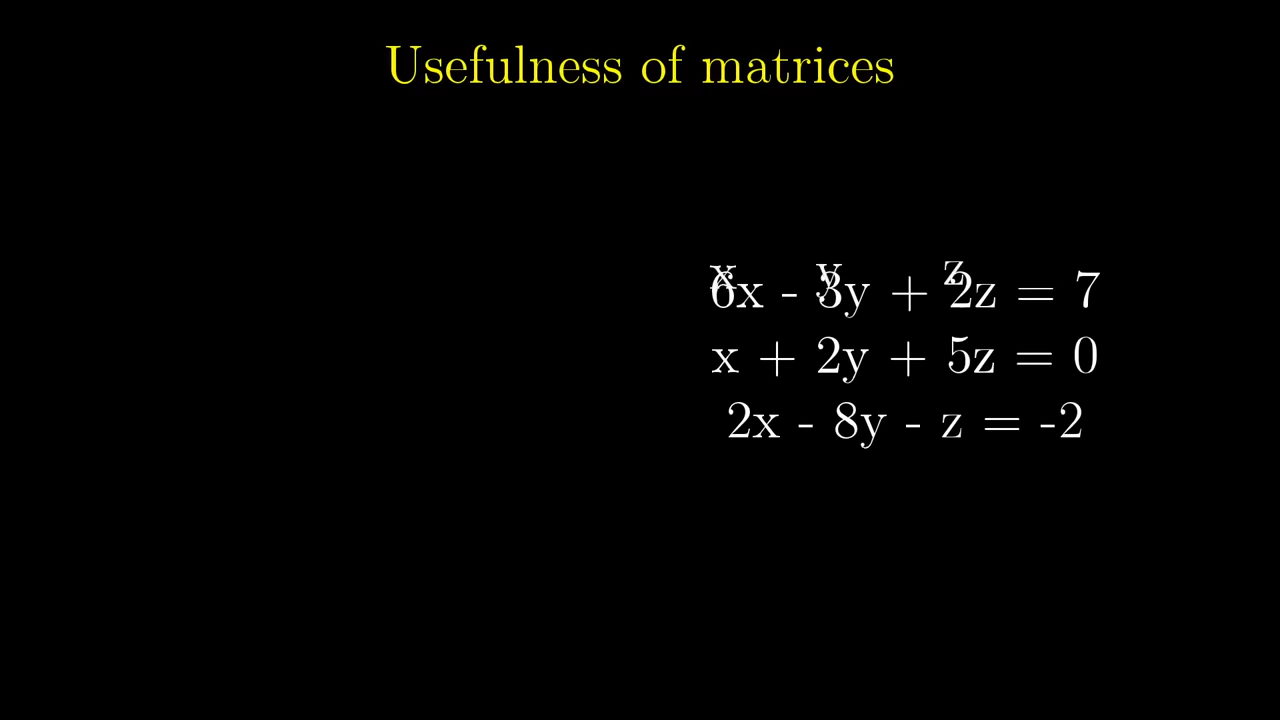 Usefulness of matrices
x y z
6x - 3y + 2z = 7
x + 2y + 5z = 0
2x - 8y - z = -2